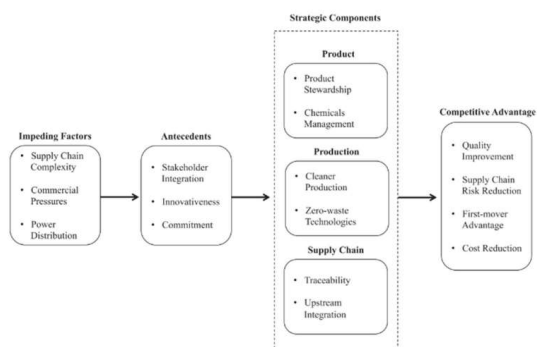 Strategic Components
Product
• Product
Stewardship
• Chemicals
Management
Impeding Factors
• Supply Chain
Complexity
• Commercial
Pressures
• Power
Distribution
Antecedents
• Stakeholder
Integration
• Innovativeness
• Commitment
Production
• Cleaner
Production
• Zero-waste
Technologies
Supply Chain
• Traceability
• Upstream
Integration
Competitive Advantage
• Quality
Improvement
• Supply Chain
Risk Reduction
• First-mover
Advantage
• Cost Reduction